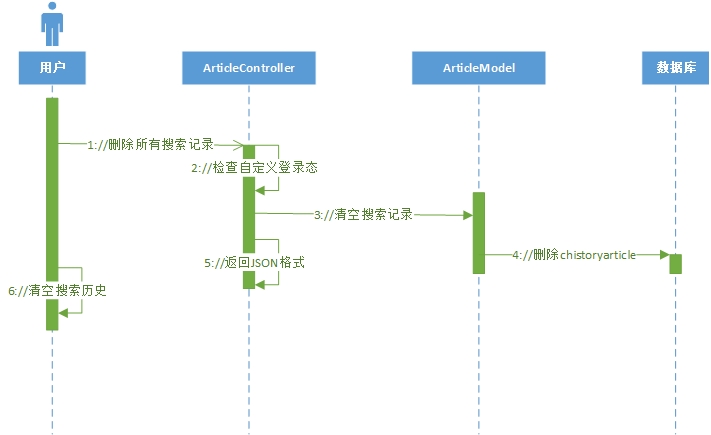 用户
ArticleController
ArticleModel
数据库
1://删除所有搜索记录
2://检查自定义登录态
3://清空搜索记录
4://删除chistoryarticle
5://返回JSON格式
6://清空搜索历史